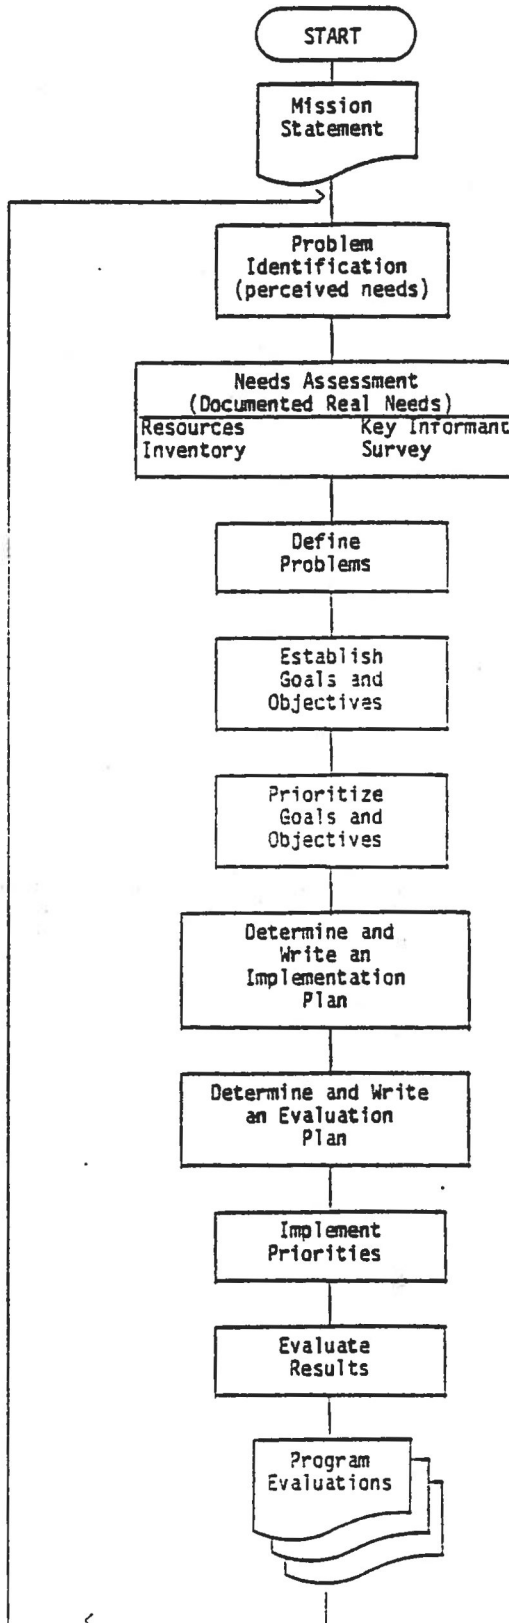 START
Mission
Statement
Problem
Identification
(perceived needs)
Needs Assessment
(Documented Real Needs)
Resources Key Informant
Inventory Survey
Define
Problems
Establish
Goals and
Objectives
Prioritize
Goals and
Objectives
Determine and
Write an
Implementation
Plan
Determine and Write
an Evaluation
Plan
Implement
Priorities
Evaluate
Results
Program
Evaluations